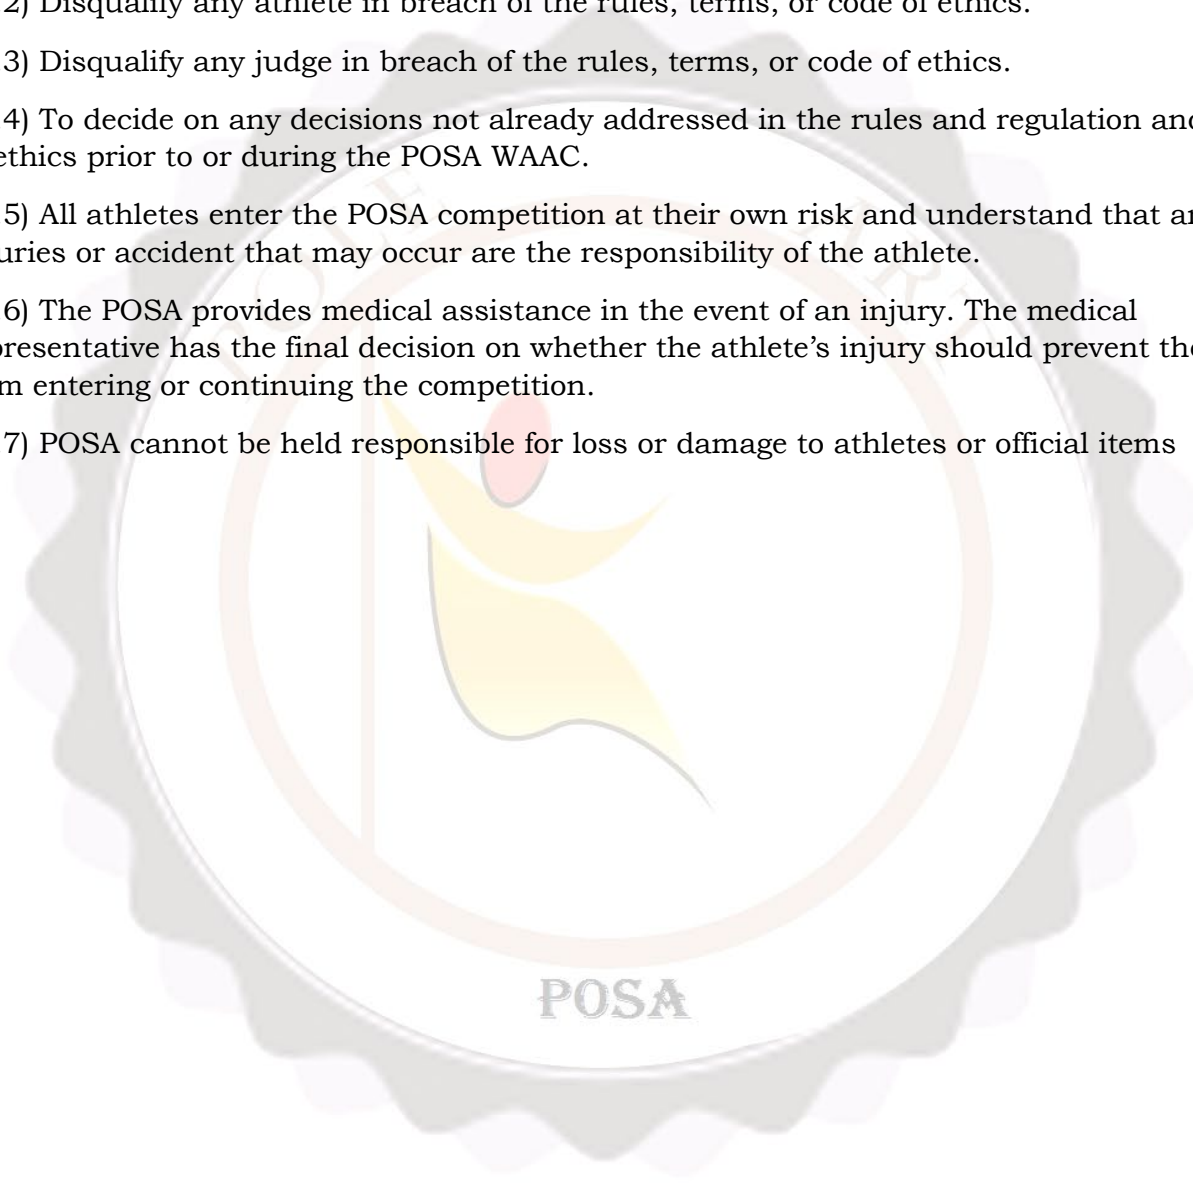 2) Disqualify any athlete in breach of the rules, terms, or code of ethics.
3) Disqualify any judge in breach of the rules, terms, or code of ethics.
4) To decide on any decisions not already addressed in the rules and regulation and
ethics prior to or during the POSA WAAC.
5) All athletes enter the POSA competition at their own risk and understand that
uries or accident that may occur are the responsibility of the athlete.
6) The POSA provides medical assistance in the event of an injury. The medical
presentative has the final decision on whether the athlete's injury should prevent the
m entering or continuing the competition.
7) POSA cannot be held responsible for loss or damage to athletes or official items
POLE ART
POSA